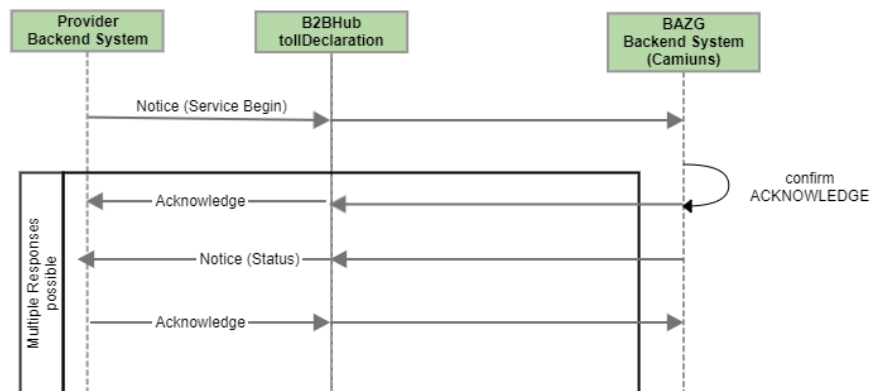 Provider
Backend System
B2BHub
tollDeclaration
BAZG
Backend System
(Camiuns)
Notice (Service Begin)
confirm
ACKNOWLEDGE
Multiple Responses
possible
Acknowledge
Notice (Status)
Acknowledge